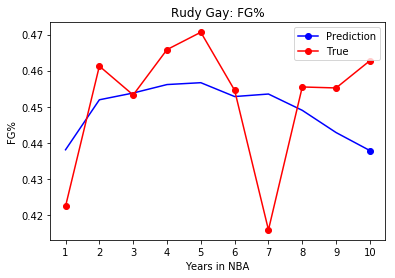 Rudy Gay: FG%
Prediction
True
FG%
0.47
0.46
0.45
0.44
0.43
0.42
1 2 3 4 5 6 7 8 9 10
Years in NBA